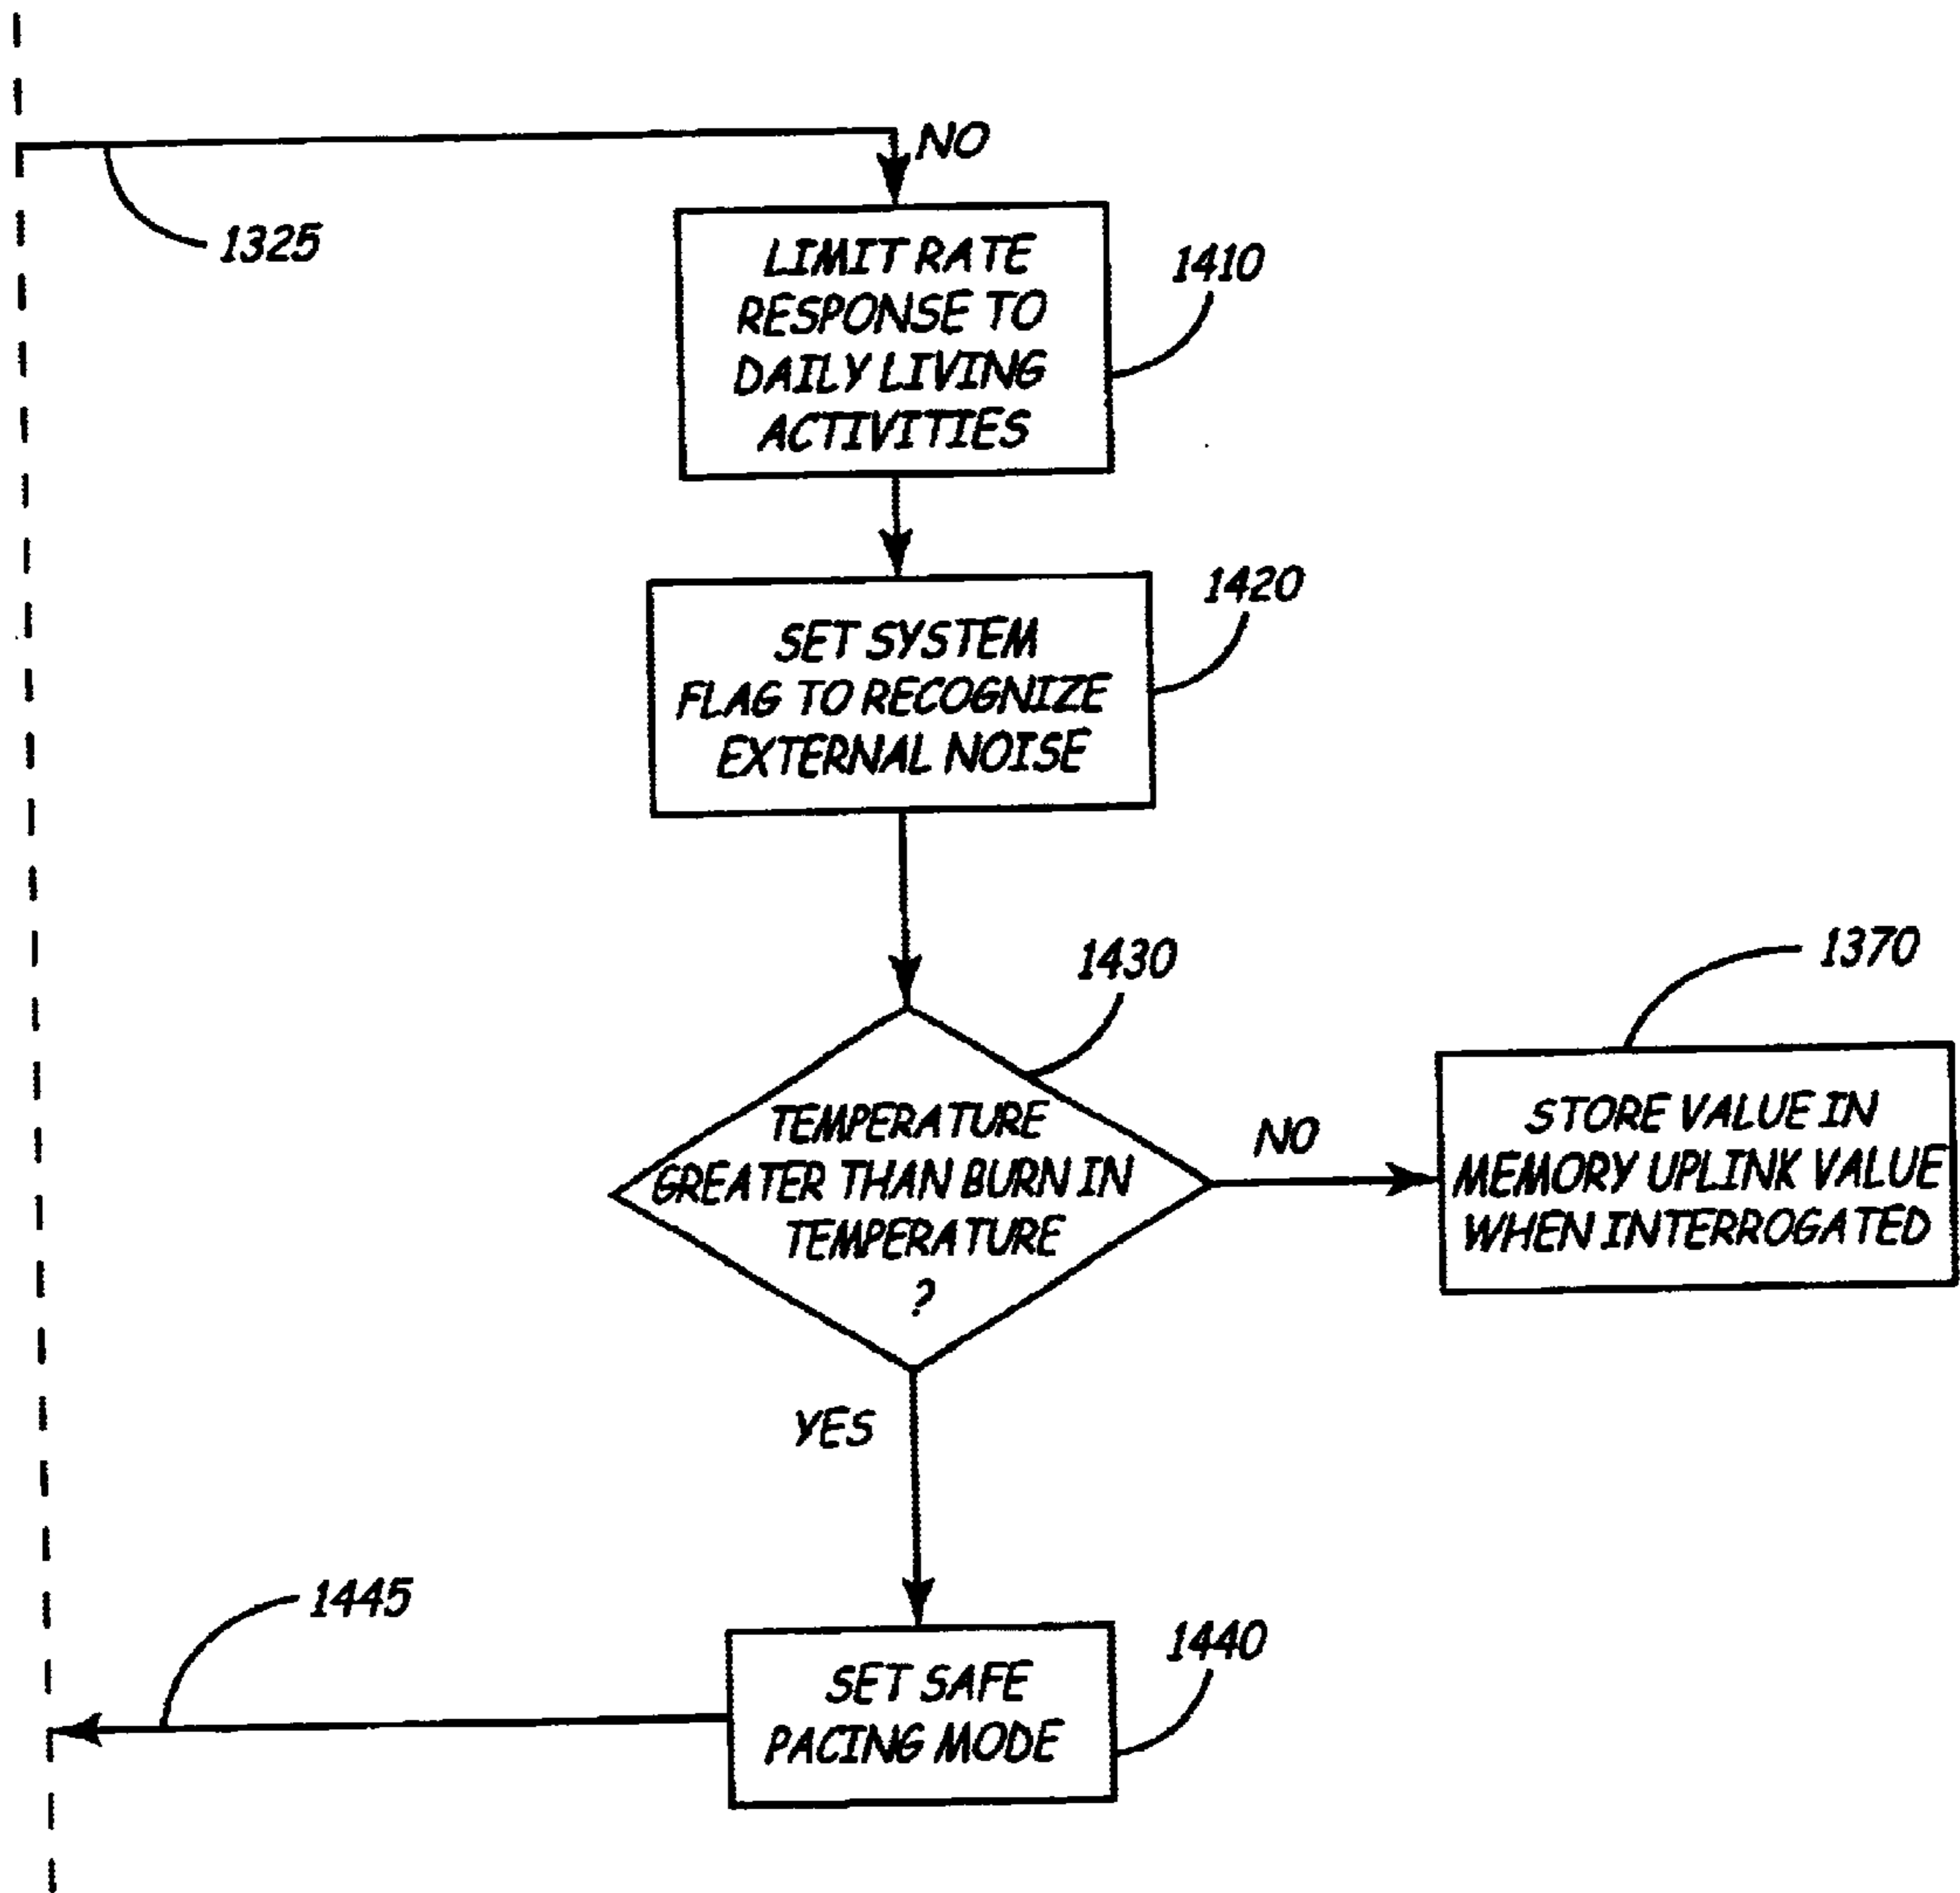 NO
1325
LIMIT RATE
RESPONSE TO
DAILY LIVING
ACTIVITIES
1410
SET SYSTEM
FLAG TO RECOGNIZE
EXTERNAL NOISE
1420
TEMPERATURE
GREATER THAN BURN IN
TEMPERATURE
?
1430
NO
1370
STORE VALUE IN
MEMORY UPLINK VALUE
WHEN INTERROGATED
YES
1445
SET SAFE
PACING MODE
1440